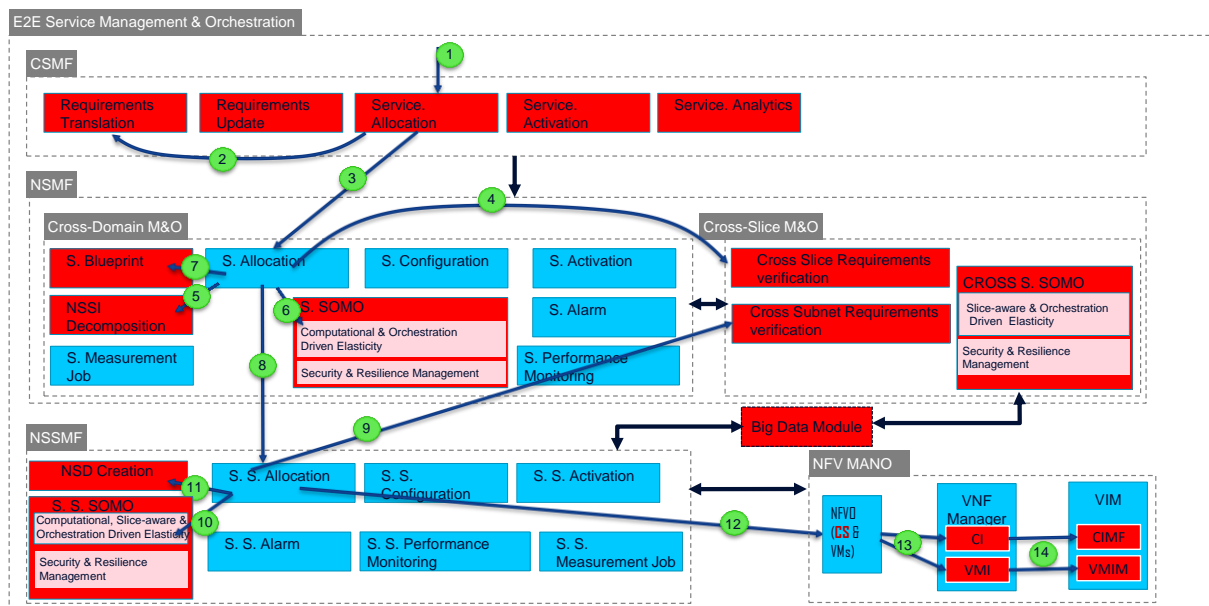 E2E Service Management & Orchestration
1
CSMF
Requirements
Translation
Requirements
Update
Service.
Allocation
Service.
Activation
Service. Analytics
2
3
NSMF
4
Cross-Domain M&O
Cross-Slice M&O
S. Blueprint
7
S. Allocation
S. Configuration
S. Activation
Cross Slice Requirements
verification
5
NSSI
Decomposition
6
S. SOMO
Computational & Orchestration
Driven Elasticity
Security & Resilience Management
S. Alarm
Cross Subnet Requirements
verification
CROSS S. SOMO
Slice-aware & Orchestration
Driven Elasticity
Security & Resilience
Management
S. Measurement
Job
8
S. Performance
Monitoring
9
Big Data Module
NSSMF
NFV MANO
NSD Creation
11
S. S. Allocation
S. S.
Configuration
S. S. Activation
S. S. SOMO
Computational, Slice-aware &
Orchestration Driven Elasticity
Security & Resilience
Management
10
12
S. S. Alarm
S. S. Performance
Monitoring
S. S.
Measurement Job
NFVO
(CS &
VMs)
13
VNF
Manager
CI
VMI
14
VIM
CIMF
VMIM